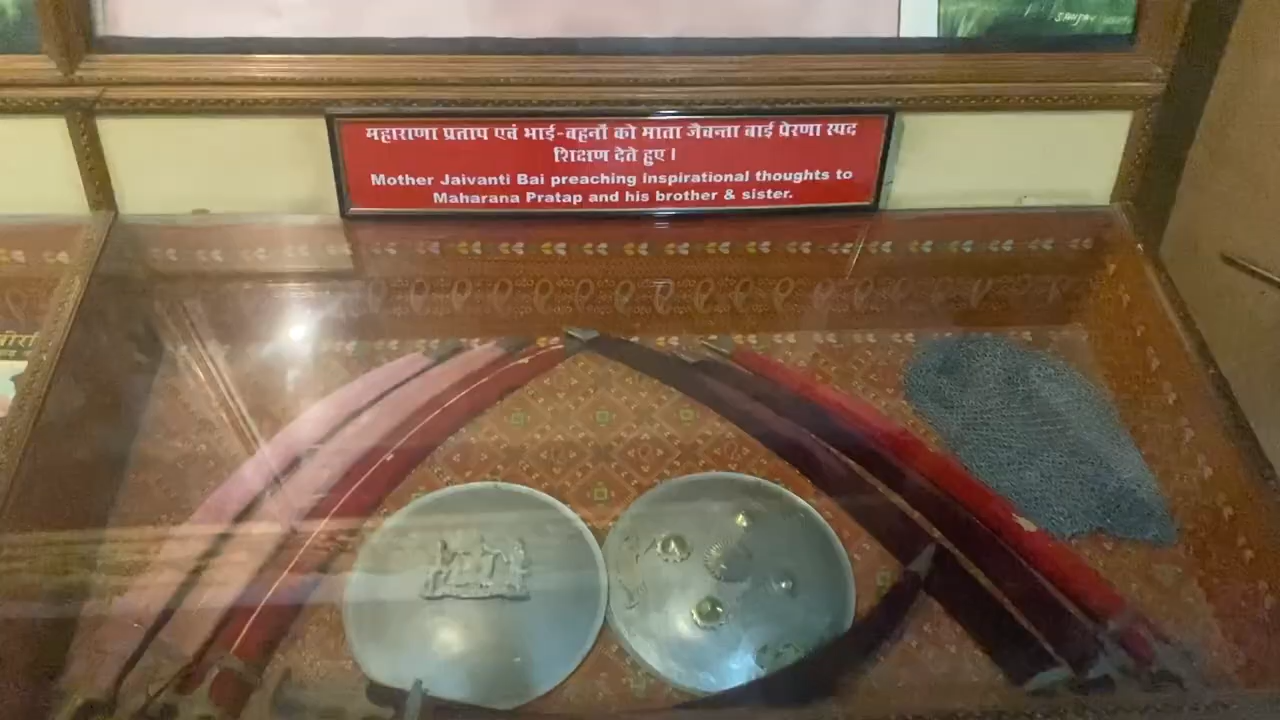 SANJAY
महाराणा प्रताप एवं भाई-बहनों को माता जैवन्ता बाई प्रेरणा स्पद
शिक्षण देते हुए ।
Mother Jaivanti Bai preaching inspirational thoughts to
Maharana Pratap and his brother & sister.